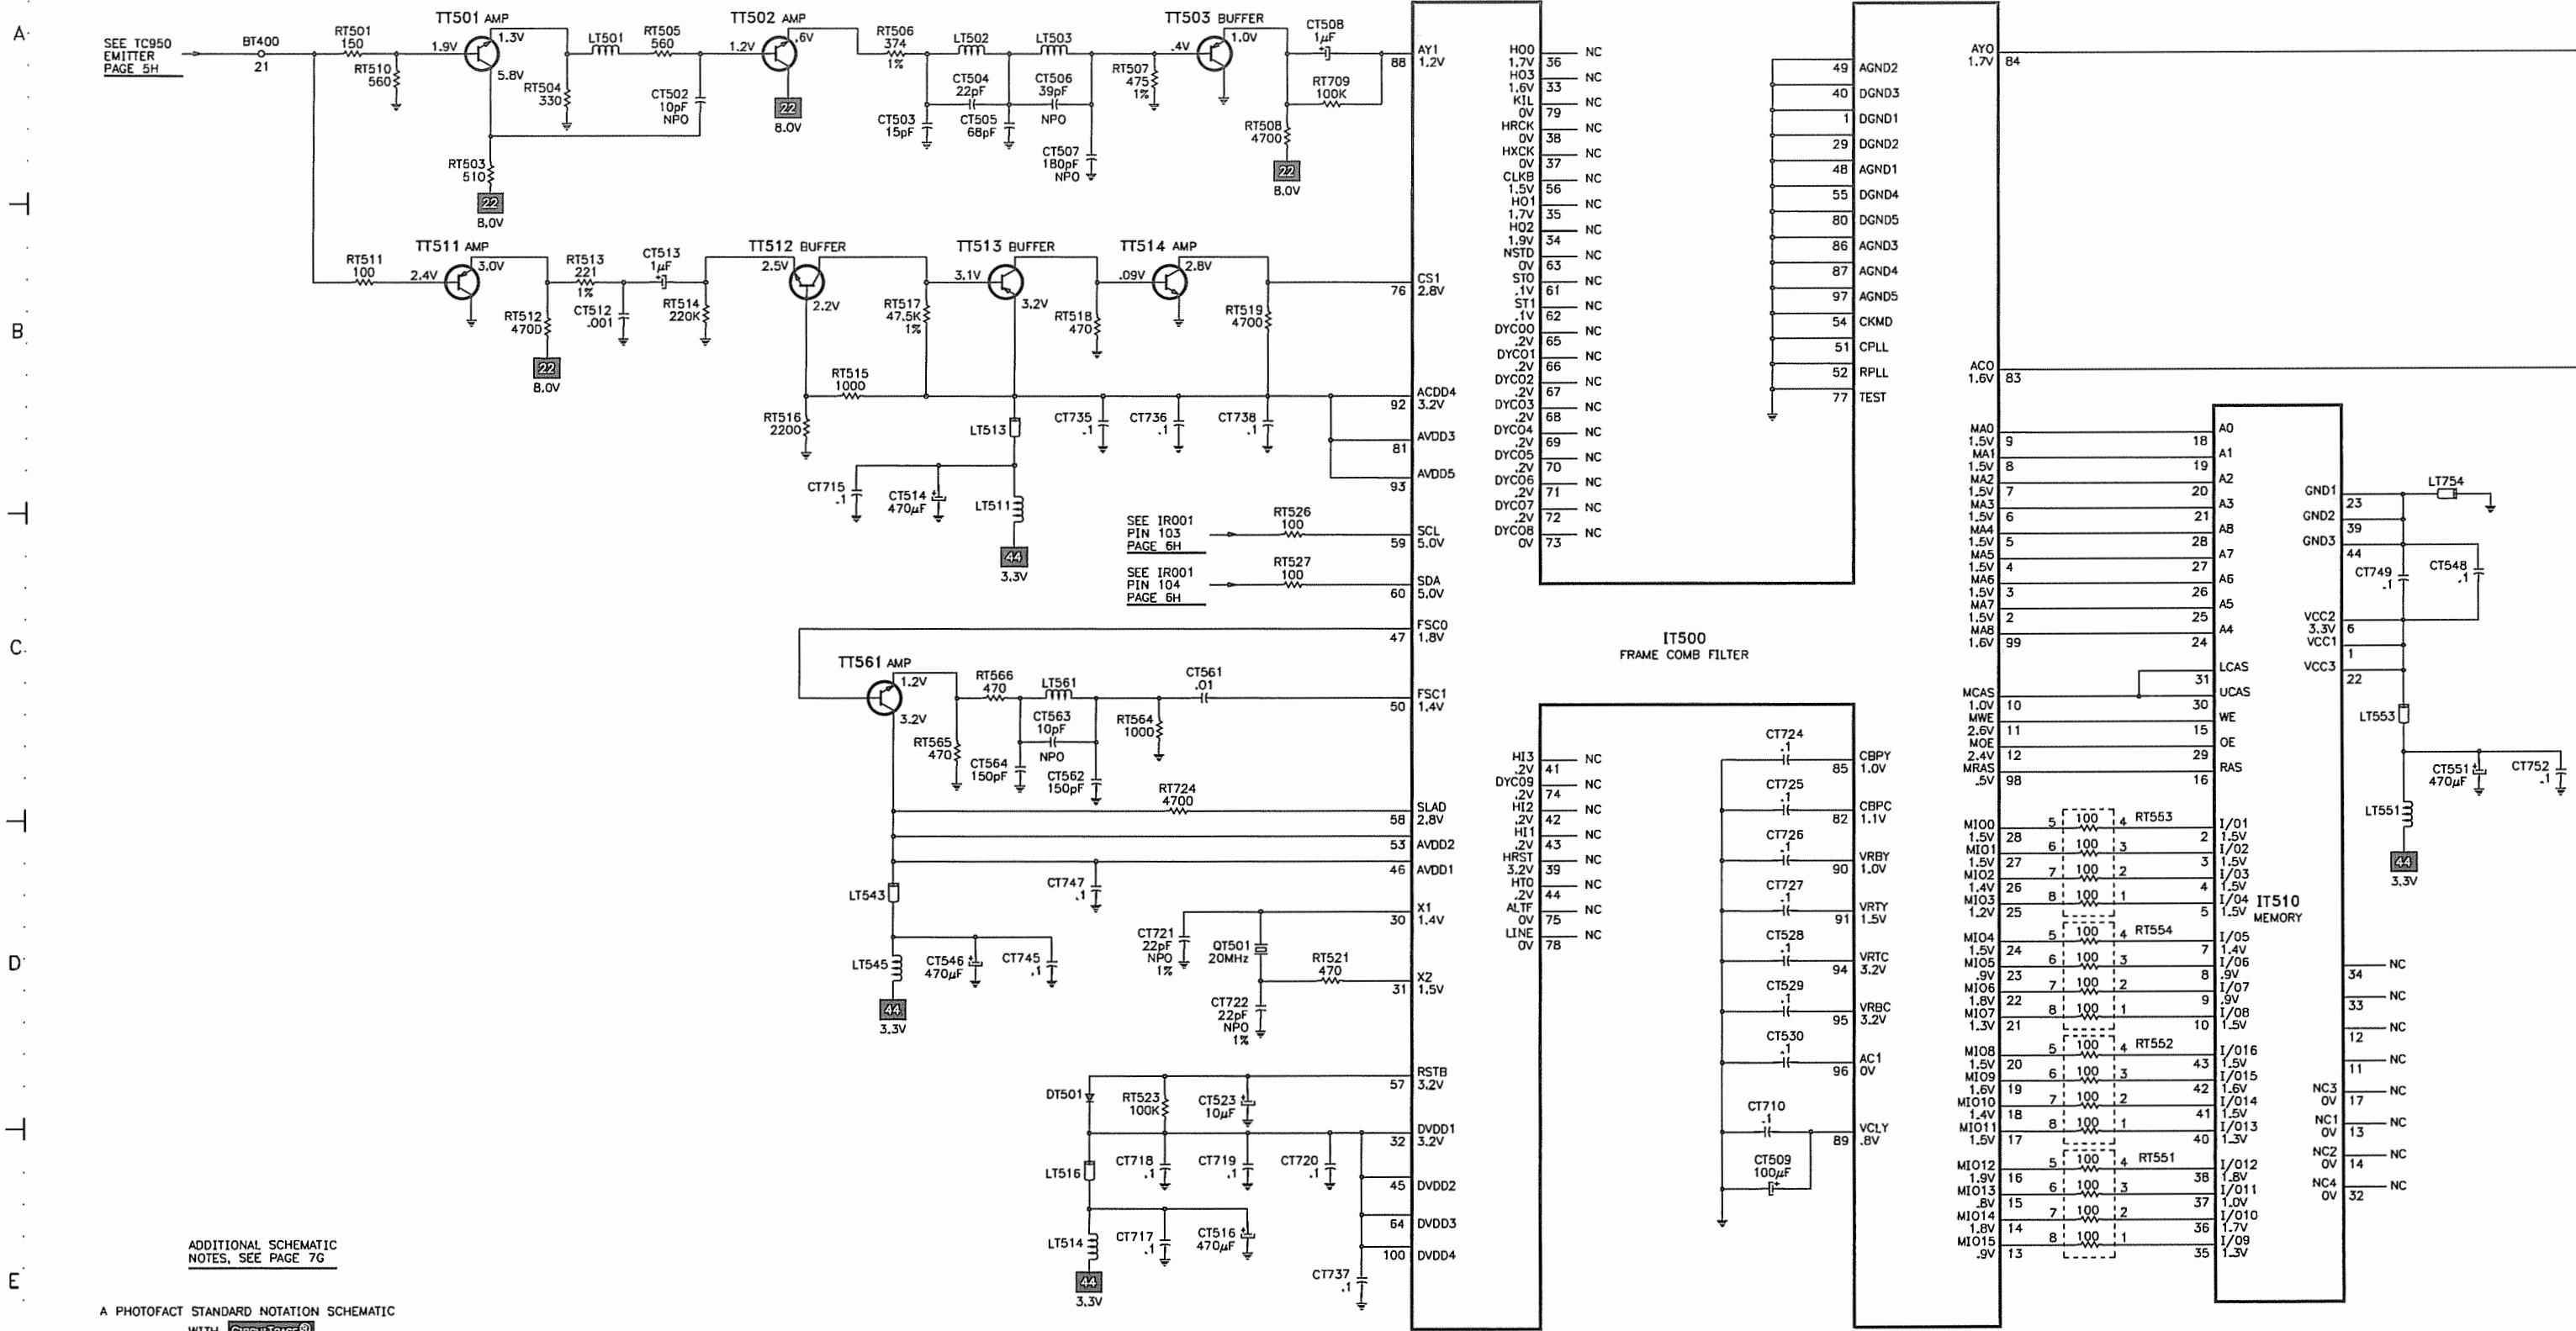 A
SEE TC950
EMITTER
PAGE 5H
BT400
21
RT501
150
RT510
560
TT501 AMP
1.9V
1.3V
5.8V
RT503
510
22
8.0V
RT504
330
LT501
RT505
560
CT502
10pF
NPO
TT502 AMP
1.2V
.6V
22
8.0V
RT506
374
1%
LT502
LT503
CT504
22pF
CT506
39pF
NPO
CT503
15pF
CT505
68pF
CT507
180pF
NPO
RT507
475
1%
TT503 BUFFER
.4V
1.0V
CT508
1µF
RT709
100K
RT508
4700
22
8.0V
B
RT511
100
TT511 AMP
2.4V
3.0V
RT512
4700
22
8.0V
RT513
221
1%
CT512
.001
CT513
1µF
RT514
220K
TT512 BUFFER
2.5V
2.2V
RT517
47.5K
1%
TT513 BUFFER
3.1V
3.2V
TT514 AMP
.09V
2.8V
RT518
470
RT519
4700
RT515
1000
RT516
2200
LT513
CT735
.1
CT736
.1
CT738
.1
CT715
.1
CT514
470µF
LT511
44
3.3V
SEE IR001
PIN 103
PAGE 6H
RT526
100
SEE IR001
PIN 104
PAGE 6H
RT527
100
C
TT561 AMP
1.2V
3.2V
RT565
470
RT566
470
LT561
CT563
10pF
NPO
CT564
150pF
CT562
150pF
RT564
1000
CT561
.01
RT724
4700
CT747
.1
LT543
D
LT545
CT546
470µF
CT745
.1
44
3.3V
CT721
22pF
NPO
1%
QT501
20MHz
RT521
470
CT722
22pF
NPO
1%
DT501
RT523
100K
CT523
10µF
LT516
CT718
.1
CT719
.1
CT720
.1
LT514
CT717
.1
CT516
470µF
CT737
.1
44
3.3V
E
ADDITIONAL SCHEMATIC
NOTES, SEE PAGE 7G
A PHOTOFACT STANDARD NOTATION SCHEMATIC
WITH CIRCUITRACE®
AY1
88 1.2V
CS1
76 2.8V
ACDD4
92 3.2V
AVDD3
81
AVDD5
93
SCL
59 5.0V
SDA
60 5.0V
FSC0
47 1.8V
FSC1
50 1.4V
SLAD
58 2.8V
53 AVDD2
46 AVDD1
X1
30 1.4V
X2
31 1.5V
RSTB
57 3.2V
DVDD1
32 3.2V
45 DVDD2
64 DVDD3
100 DVDD4
H00 NC
1.7V 36
H03 NC
1.6V 33
KIL NC
0V 79
HRCK NC
0V 38
HXCK NC
0V 37
CLKB NC
1.5V 56
H01 NC
1.7V 35
H02 NC
1.9V 34
NSTD NC
0V 63
ST0 NC
.1V 61
ST1 NC
.1V 62
DYC00 NC
.2V 65
DYC01 NC
.2V 66
DYC02 NC
.2V 67
DYC03 NC
.2V 68
DYC04 NC
.2V 69
DYC05 NC
.2V 70
DYC06 NC
.2V 71
DYC07 NC
.2V 72
DYC08 NC
0V 73
IT500
FRAME COMB FILTER
HI3 NC
.2V 41
DYC09 NC
.2V 74
HI2 NC
.2V 42
HI1 NC
.2V 43
HRST NC
3.2V 39
HT0 NC
.2V 44
ALTF NC
0V 75
LINE NC
0V 78
49 AGND2
40 DGND3
1 DGND1
29 DGND2
48 AGND1
55 DGND4
80 DGND5
86 AGND3
87 AGND4
97 AGND5
54 CKMD
51 CPLL
52 RPLL
77 TEST
CT724
.1
CBPY
85 1.0V
CT725
.1
CBPC
82 1.1V
CT726
.1
VRBY
90 1.0V
CT727
.1
VRTY
91 1.5V
CT528
.1
VRTC
94 3.2V
CT529
.1
VRBC
95 3.2V
CT530
.1
AC1
96 0V
CT710
.1
VCLY
89 .8V
CT509
100µF
AY0
1.7V 84
AC0
1.6V 83
MA0 A0
1.5V 9 18
MA1 A1
1.5V 8 19
MA2 A2
1.5V 7 20
MA3 A3
1.5V 6 21
MA4 A8
1.5V 5 28
MA5 A7
1.5V 4 27
MA6 A6
1.5V 3 26
MA7 A5
1.5V 2 25
MA8 A4
1.6V 99 24
LCAS
31
MCAS UCAS
1.0V 10 30
MWE WE
2.6V 11 15
MOE OE
2.4V 12 29
MRAS RAS
.5V 98 16
MIO0 5 100 4 RT553 I/01
1.5V 28 2 1.5V
MIO1 6 100 3 I/02
1.5V 27 3 1.5V
MIO2 7 100 2 I/03
1.4V 26 4 1.5V
MIO3 8 100 1 I/04
1.2V 25 5 1.5V
MIO4 5 100 4 RT554 I/05
1.5V 24 7 1.4V
MIO5 6 100 3 I/06
.9V 23 8 .9V
MIO6 7 100 2 I/07
1.8V 22 9 .9V
MIO7 8 100 1 I/08
1.3V 21 10 1.5V
MIO8 5 100 4 RT552 I/016
1.5V 20 43 1.5V
MIO9 6 100 3 I/015
1.6V 19 42 1.6V
MIO10 7 100 2 I/014
1.4V 18 41 1.5V
MIO11 8 100 1 I/013
1.5V 17 40 1.3V
MIO12 5 100 4 RT551 I/012
1.9V 16 38 1.8V
MIO13 6 100 3 I/011
.8V 15 37 1.0V
MIO14 7 100 2 I/010
1.8V 14 36 1.7V
MIO15 8 100 1 I/09
.9V 13 35 1.3V
IT510
MEMORY
GND1
23
GND2
39
GND3
44
VCC2
3.3V 6
VCC1
1
VCC3
22
LT754
CT749
.1
CT548
.1
LT553
CT551
470µF
CT752
.1
LT551
44
3.3V
NC
34
NC
33
NC
12
NC
11
NC3 NC
0V 17
NC1 NC
0V 13
NC2 NC
0V 14
NC4 NC
0V 32